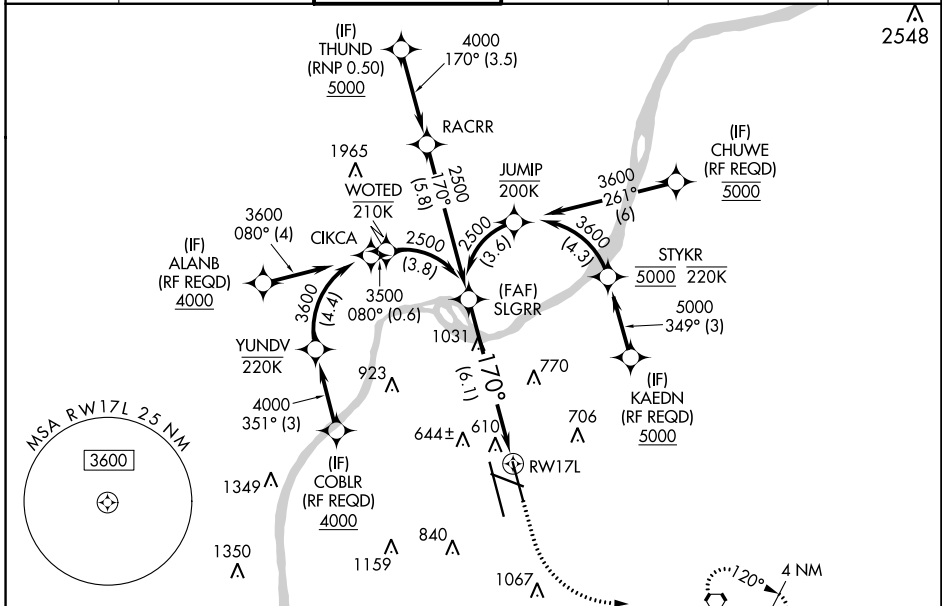 2548
(IF)
THUND
(RNP 0.50)
5000
4000
170° (3.5)
RACRR
1965
2500
170°
(5.8)
JUMIP
200K
(IF)
CHUWE
(RF REQD)
5000
3600
261°
(6)
WOTED
210K
3600
080° (4)
CIKCA
2500
(3.8)
2500
(3.6)
3600
(4.3)
STYKR
5000 220K
(IF)
ALANB
(RF REQD)
4000
3500
080° (0.6)
(FAF)
SLGRR
5000
349° (3)
3600
(4.4)
YUNDV
220K
1031
170°
(6.1)
770
923
(IF)
KAEDN
(RF REQD)
5000
4000
351° (3)
706
644±
610
RW17L
MSA RW17L 25 NM
3600
(IF)
COBLR
(RF REQD)
4000
1349
840
1350
1159
1067
120°
4 NM